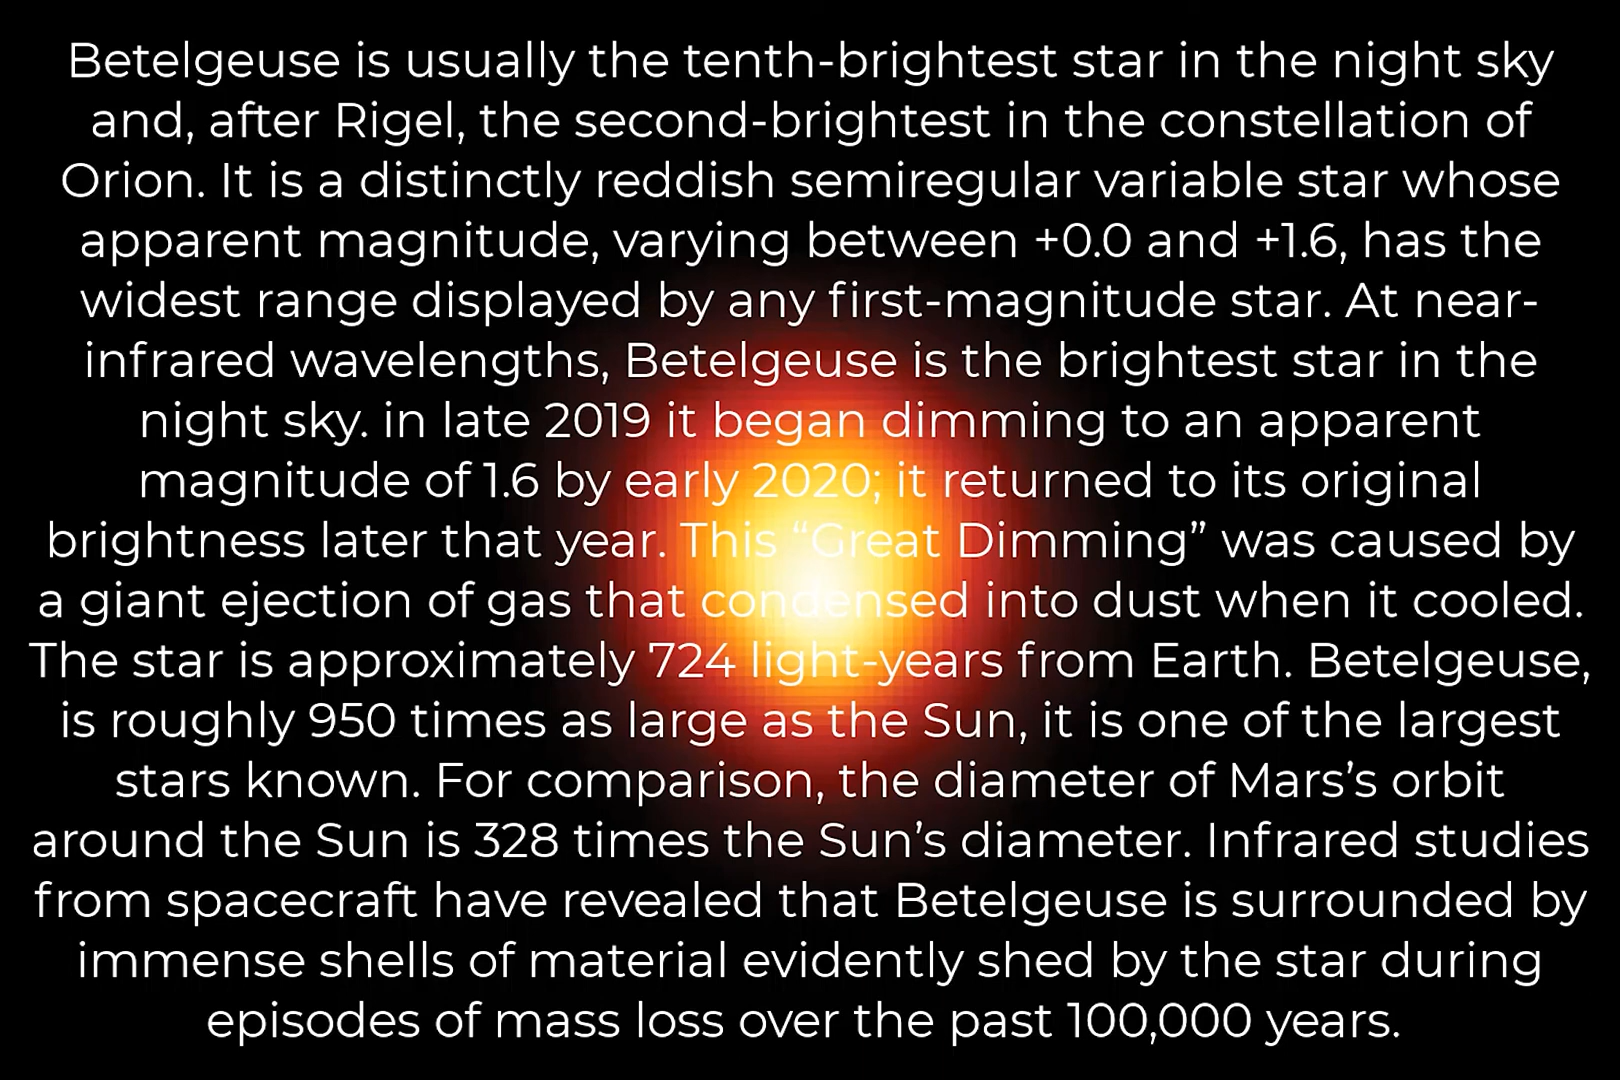 Betelgeuse is usually the tenth-brightest star in the night sky
and, after Rigel, the second-brightest in the constellation of
Orion. It is a distinctly reddish semiregular variable star whose
apparent magnitude, varying between +0.0 and +1.6, has the
widest range displayed by any first-magnitude star. At near-
infrared wavelengths, Betelgeuse is the brightest star in the
night sky. in late 2019 it began dimming to an apparent
magnitude of 1.6 by early 2020; it returned to its original
brightness later that year. This “Great Dimming” was caused by
a giant ejection of gas that condensed into dust when it cooled.
The star is approximately 724 light-years from Earth. Betelgeuse,
is roughly 950 times as large as the Sun, it is one of the largest
stars known. For comparison, the diameter of Mars’s orbit
around the Sun is 328 times the Sun’s diameter. Infrared studies
from spacecraft have revealed that Betelgeuse is surrounded by
immense shells of material evidently shed by the star during
episodes of mass loss over the past 100,000 years.